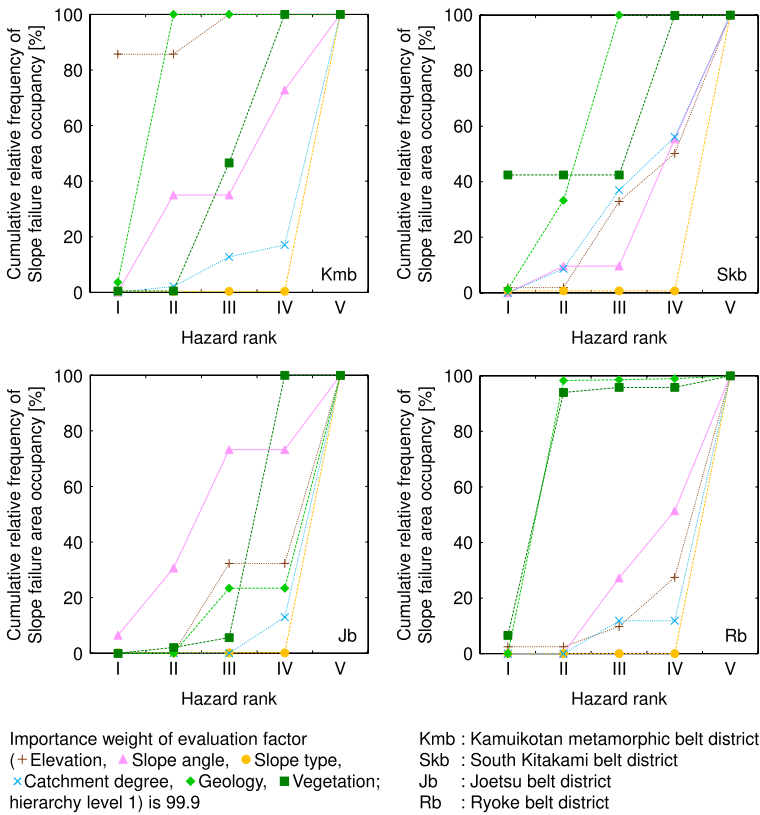 Cumulative relative frequency of
Slope failure area occupancy [%]
100
80
60
40
20
0
I II III IV V
Hazard rank
Kmb
Cumulative relative frequency of
Slope failure area occupancy [%]
100
80
60
40
20
0
I II III IV V
Hazard rank
Skb
Cumulative relative frequency of
Slope failure area occupancy [%]
100
80
60
40
20
0
I II III IV V
Hazard rank
Jb
Cumulative relative frequency of
Slope failure area occupancy [%]
100
80
60
40
20
0
I II III IV V
Hazard rank
Rb
Importance weight of evaluation factor
( Elevation, Slope angle, Slope type,
Catchment degree, Geology, Vegetation;
hierarchy level 1) is 99.9
Kmb : Kamuikotan metamorphic belt district
Skb : South Kitakami belt district
Jb : Joetsu belt district
Rb : Ryoke belt district